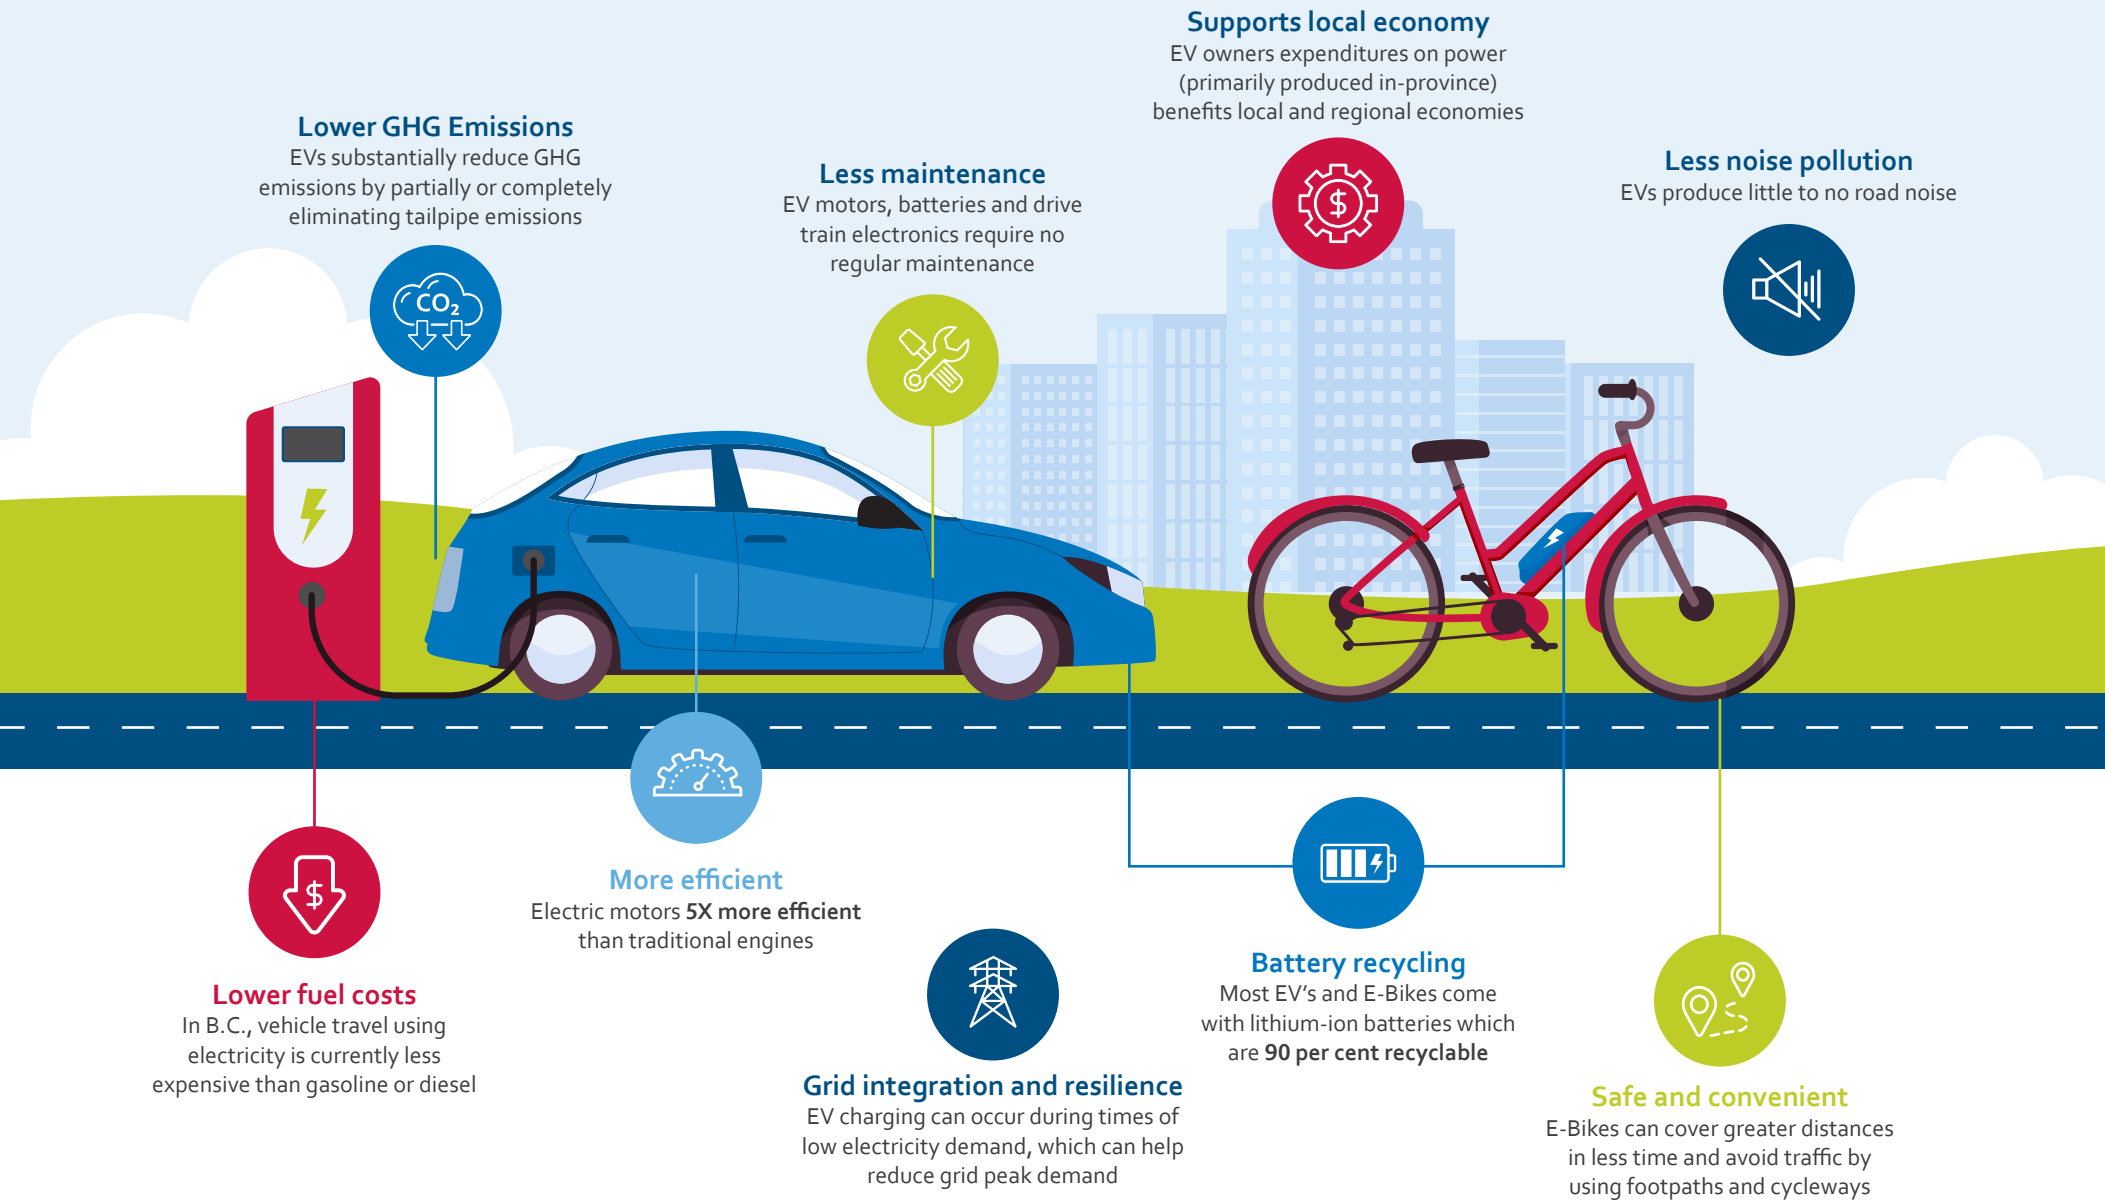 Supports local economy
EV owners expenditures on power
(primarily produced in-province)
benefits local and regional economies
$
Lower GHG Emissions
EVs substantially reduce GHG
emissions by partially or completely
eliminating tailpipe emissions
CO₂
Less maintenance
EV motors, batteries and drive
train electronics require no
regular maintenance
Less noise pollution
EVs produce little to no road noise
$
Lower fuel costs
In B.C., vehicle travel using
electricity is currently less
expensive than gasoline or diesel
More efficient
Electric motors 5X more efficient
than traditional engines
Grid integration and resilience
EV charging can occur during times of
low electricity demand, which can help
reduce grid peak demand
Battery recycling
Most EV's and E-Bikes come
with lithium-ion batteries which
are 90 per cent recyclable
Safe and convenient
E-Bikes can cover greater distances
in less time and avoid traffic by
using footpaths and cycleways